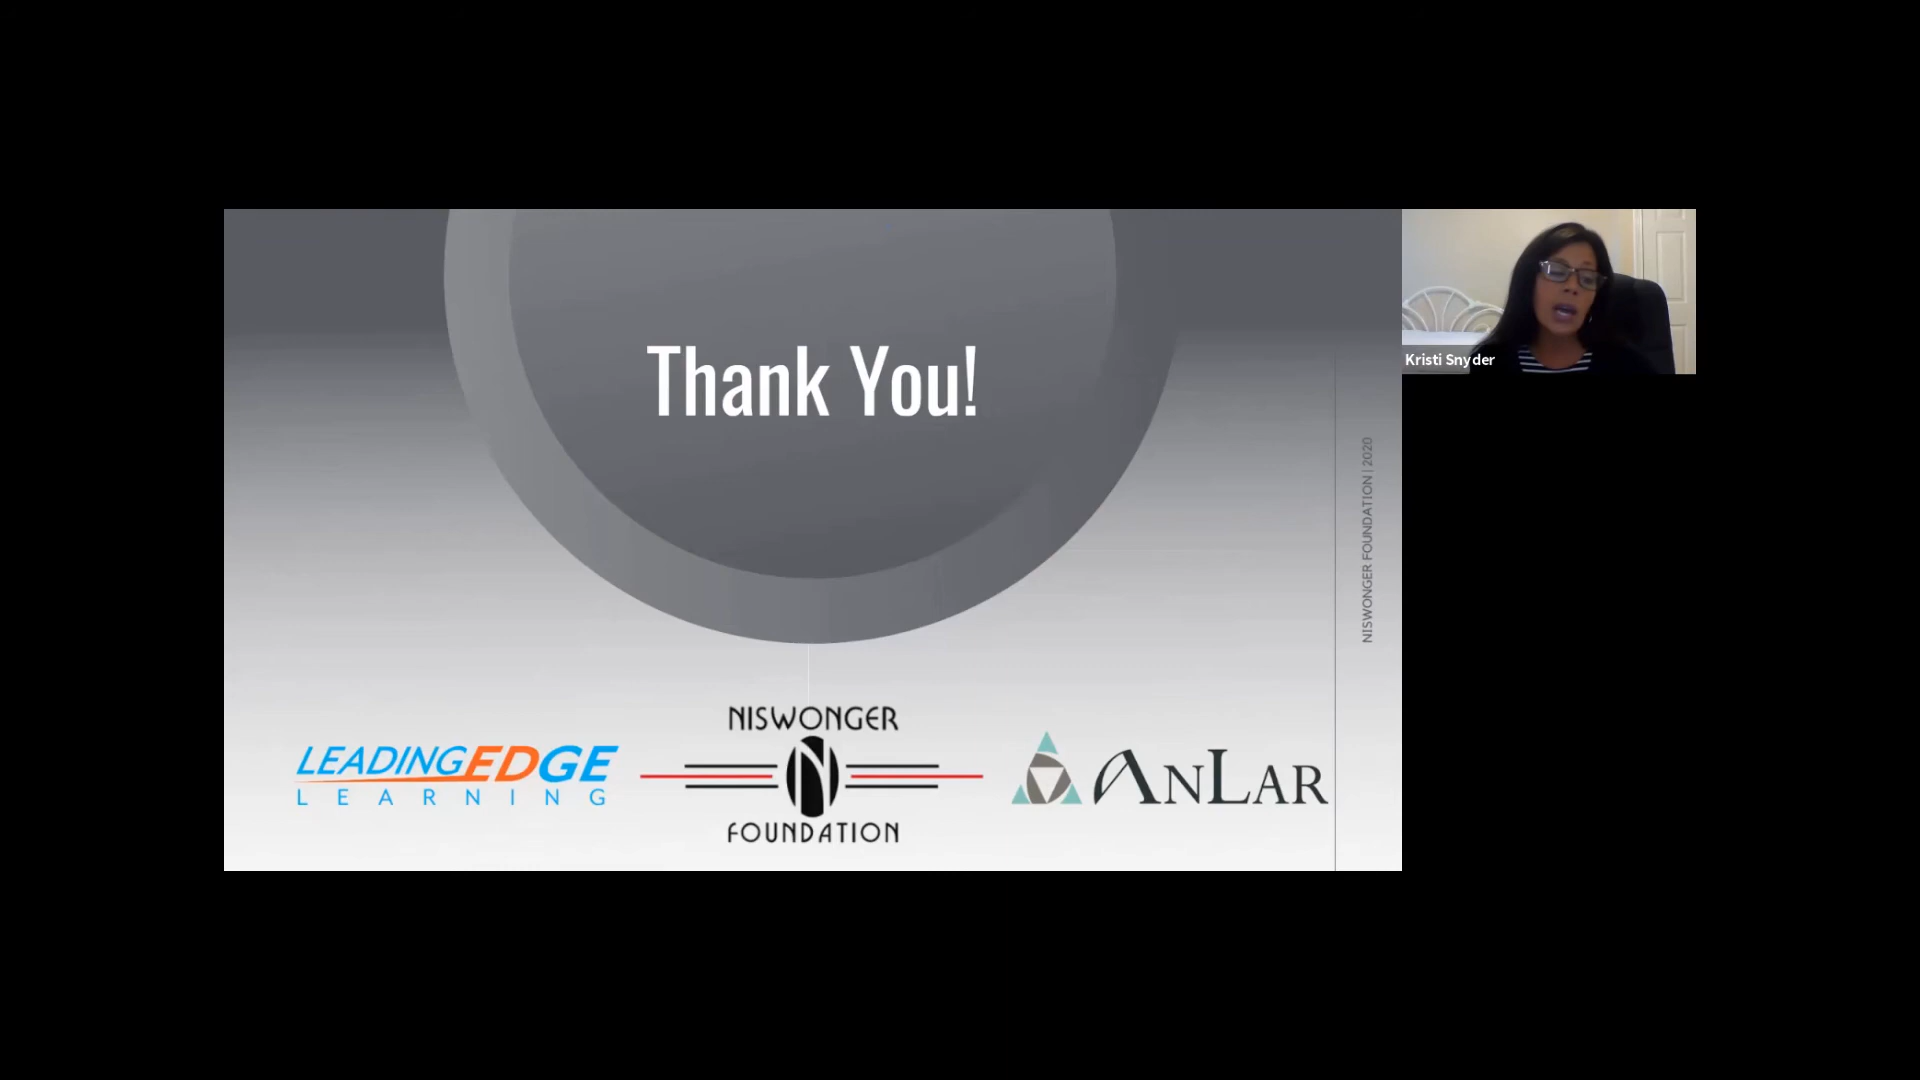 Thank You!
Kristi Snyder
NISWONGER FOUNDATION | 2020
LEADINGEDGE
LEARNING
NISWONGER
N
FOUNDATION
ANLAR